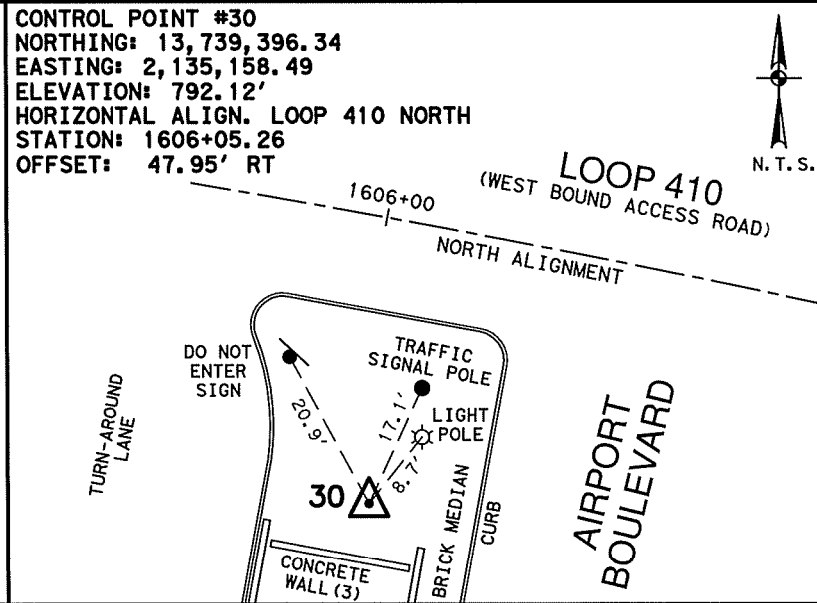 CONTROL POINT #30
NORTHING: 13,739,396.34
EASTING: 2,135,158.49
ELEVATION: 792.12'
HORIZONTAL ALIGN. LOOP 410 NORTH
STATION: 1606+05.26
OFFSET: 47.95' RT
N.T.S.
LOOP 410
(WEST BOUND ACCESS ROAD)
1606+00
NORTH ALIGNMENT
DO NOT
ENTER
SIGN
TRAFFIC
SIGNAL POLE
LIGHT
POLE
20.9'
17.1'
8.7'
30
TURN-AROUND
LANE
BRICK MEDIAN
CURB
CONCRETE
WALL (3)
AIRPORT
BOULEVARD